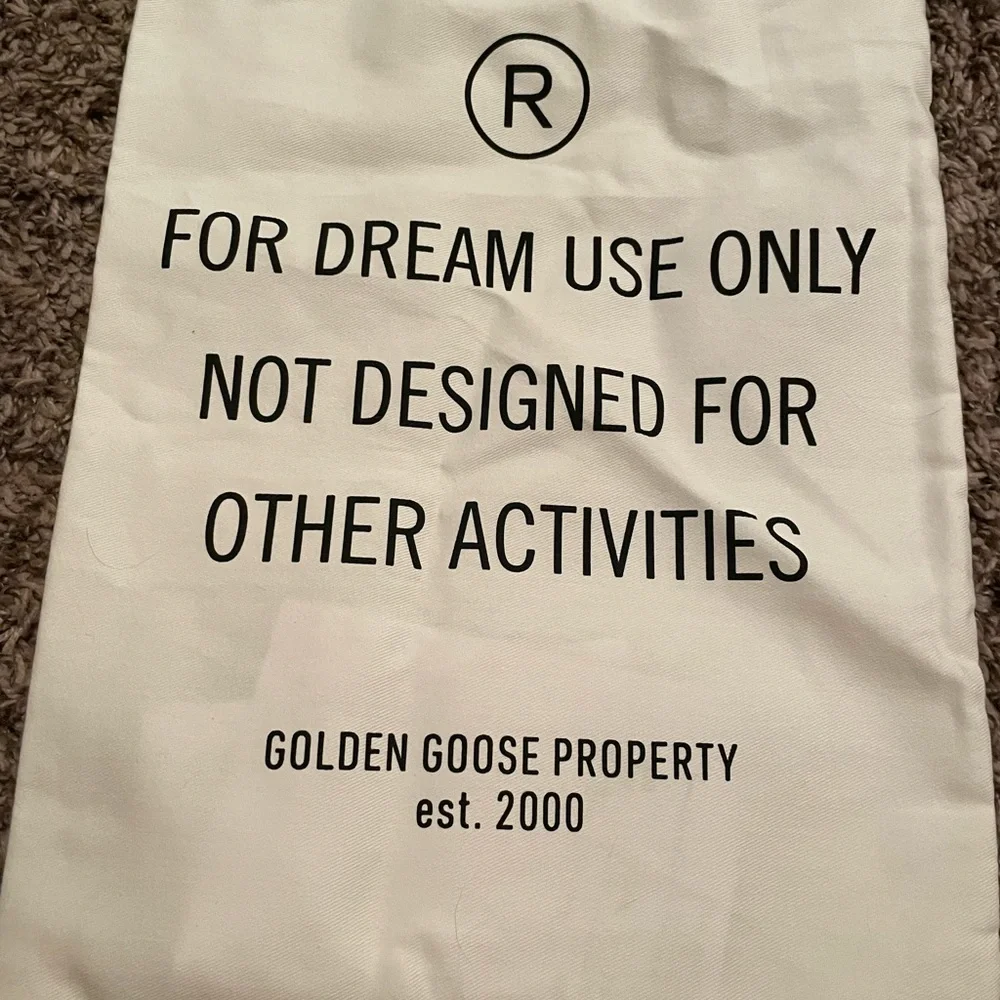 R
FOR DREAM USE ONLY
NOT DESIGNED FOR
OTHER ACTIVITIES
GOLDEN GOOSE PROPERTY
est. 2000